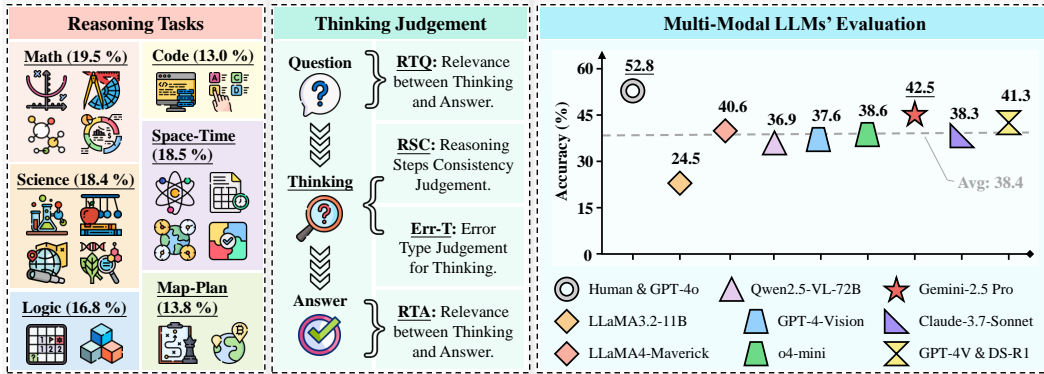 Reasoning Tasks
Math (19.5 %)
Code (13.0 %)
Space-Time
(18.5 %)
Science (18.4 %)
Logic (16.8 %)
Map-Plan
(13.8 %)
Thinking Judgement
Question
Thinking
Answer
RTQ: Relevance
between Thinking
and Answer.
RSC: Reasoning
Steps Consistency
Judgement.
Err-T: Error
Type Judgement
for Thinking.
RTA: Relevance
between Thinking
and Answer.
Multi-Modal LLMs' Evaluation
Accuracy (%)
60
45
30
15
0
52.8
24.5
40.6
36.9
37.6
38.6
42.5
38.3
41.3
Avg: 38.4
Human & GPT-4o
Qwen2.5-VL-72B
Gemini-2.5 Pro
LLaMA3.2-11B
GPT-4-Vision
Claude-3.7-Sonnet
LLaMA4-Maverick
o4-mini
GPT-4V & DS-R1